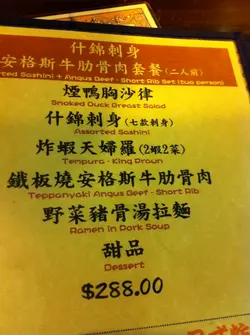 什錦刺身
安格斯牛肋骨肉套餐(二人前)
Assorted Sashini + Angus Beef - Short Rib Set (two person)
煙鴨胸沙律
Smoked Duck Breast Salad
什錦刺身(七款刺身)
Assorted Sashini
炸蝦天婦羅(2蝦2菜)
Tempura - King Prawn
鐵板燒安格斯牛肋骨肉
Teppanyaki Angus Beef - Short Rib
野菜豬骨湯拉麵
Ramen in Pork Soup
甜品
Dessert
$288.00